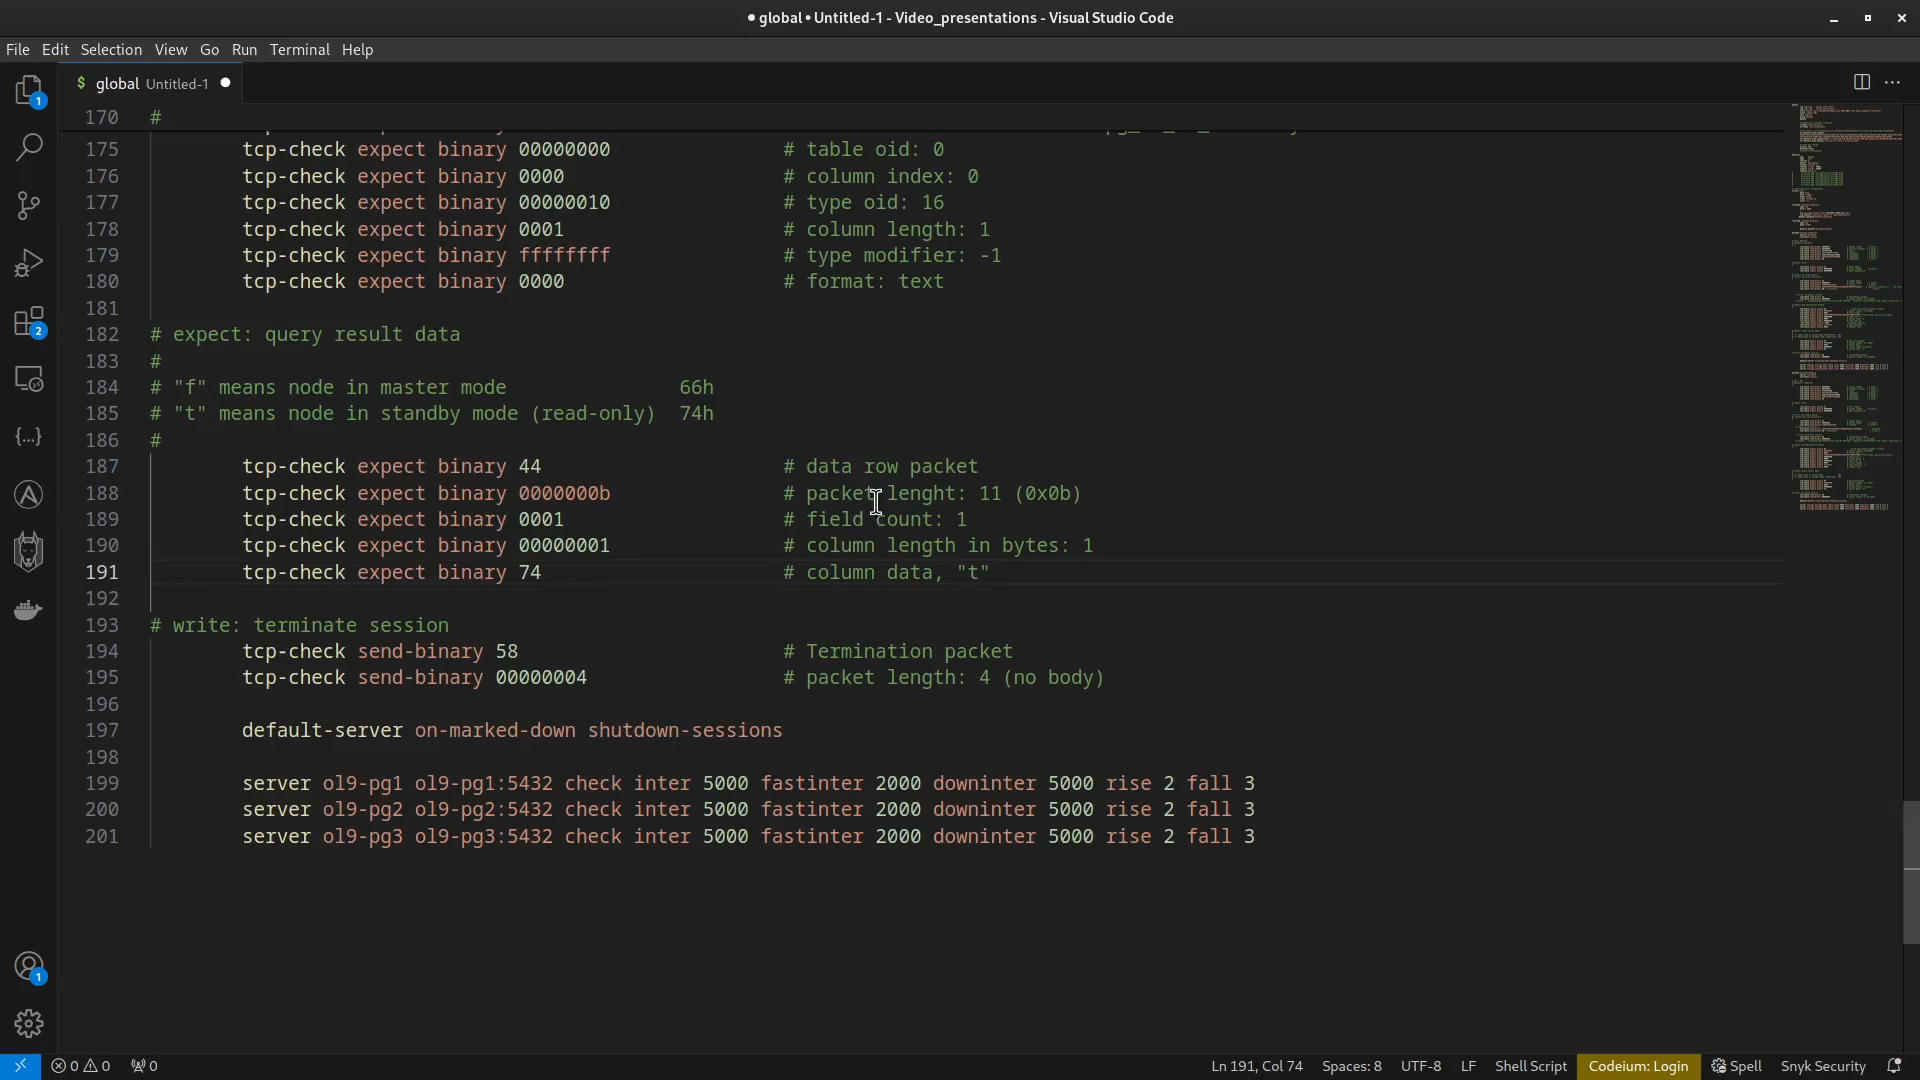 ● global • Untitled-1 - Video_presentations - Visual Studio Code
File Edit Selection View Go Run Terminal Help
$ global Untitled-1
170 #
175 tcp-check expect binary 00000000 # table oid: 0
176 tcp-check expect binary 0000 # column index: 0
177 tcp-check expect binary 00000010 # type oid: 16
178 tcp-check expect binary 0001 # column length: 1
179 tcp-check expect binary ffffffff # type modifier: -1
180 tcp-check expect binary 0000 # format: text
181
182 # expect: query result data
183 #
184 # "f" means node in master mode 66h
185 # "t" means node in standby mode (read-only) 74h
186 #
187 tcp-check expect binary 44 # data row packet
188 tcp-check expect binary 0000000b # packet lenght: 11 (0x0b)
189 tcp-check expect binary 0001 # field count: 1
190 tcp-check expect binary 00000001 # column length in bytes: 1
191 tcp-check expect binary 74 # column data, "t"
192
193 # write: terminate session
194 tcp-check send-binary 58 # Termination packet
195 tcp-check send-binary 00000004 # packet length: 4 (no body)
196
197 default-server on-marked-down shutdown-sessions
198
199 server ol9-pg1 ol9-pg1:5432 check inter 5000 fastinter 2000 downinter 5000 rise 2 fall 3
200 server ol9-pg2 ol9-pg2:5432 check inter 5000 fastinter 2000 downinter 5000 rise 2 fall 3
201 server ol9-pg3 ol9-pg3:5432 check inter 5000 fastinter 2000 downinter 5000 rise 2 fall 3
1
2
{...}
A
1
0 0 0 Ln 191, Col 74 Spaces: 8 UTF-8 LF Shell Script Codeium: Login Spell Snyk Security